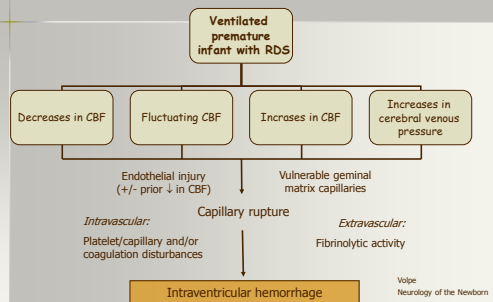 Ventilated
premature
infant with RDS
Decreases in CBF
Fluctuating CBF
Incrases in CBF
Increases in
cerebral venous
pressure
Endothelial injury
(+/- prior ↓ in CBF)
Vulnerable geminal
matrix capillaries
Capillary rupture
Intravascular:
Extravascular:
Platelet/capillary and/or
coagulation disturbances
Fibrinolytic activity
Intraventricular hemorrhage
Volpe
Neurology of the Newborn